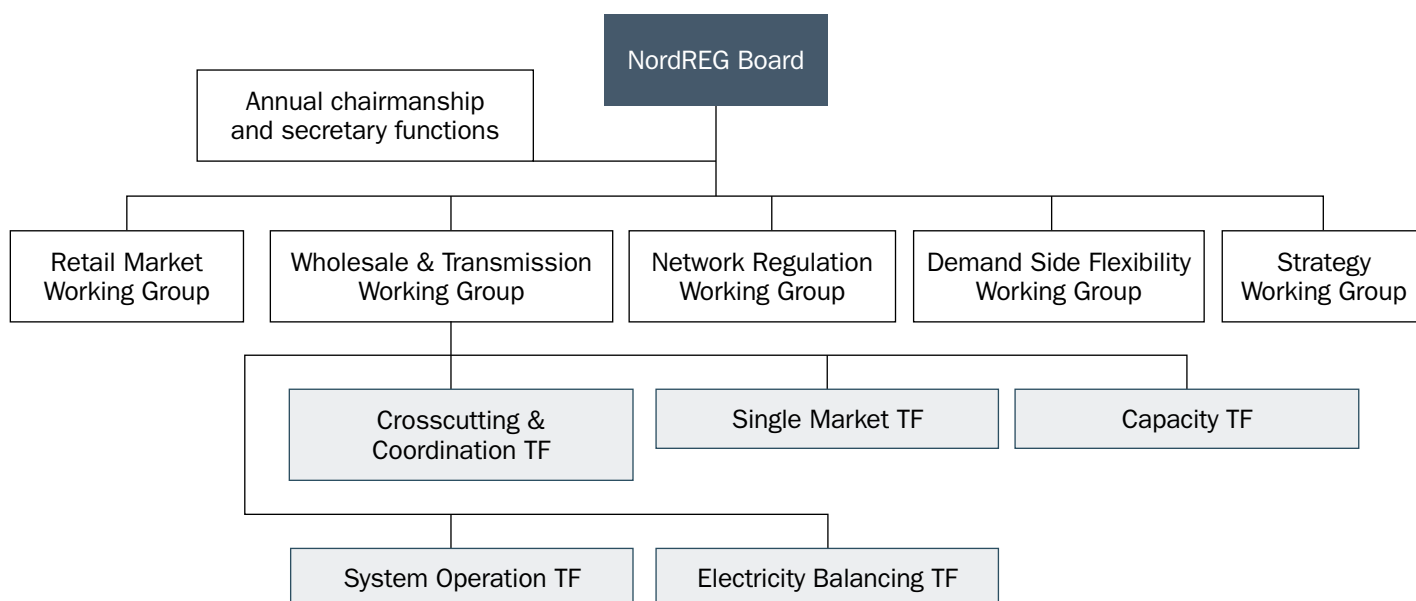 NordREG Board
Annual chairmanship
and secretary functions
Retail Market
Working Group
Wholesale & Transmission
Working Group
Network Regulation
Working Group
Demand Side Flexibility
Working Group
Strategy
Working Group
Crosscutting &
Coordination TF
Single Market TF
Capacity TF
System Operation TF
Electricity Balancing TF